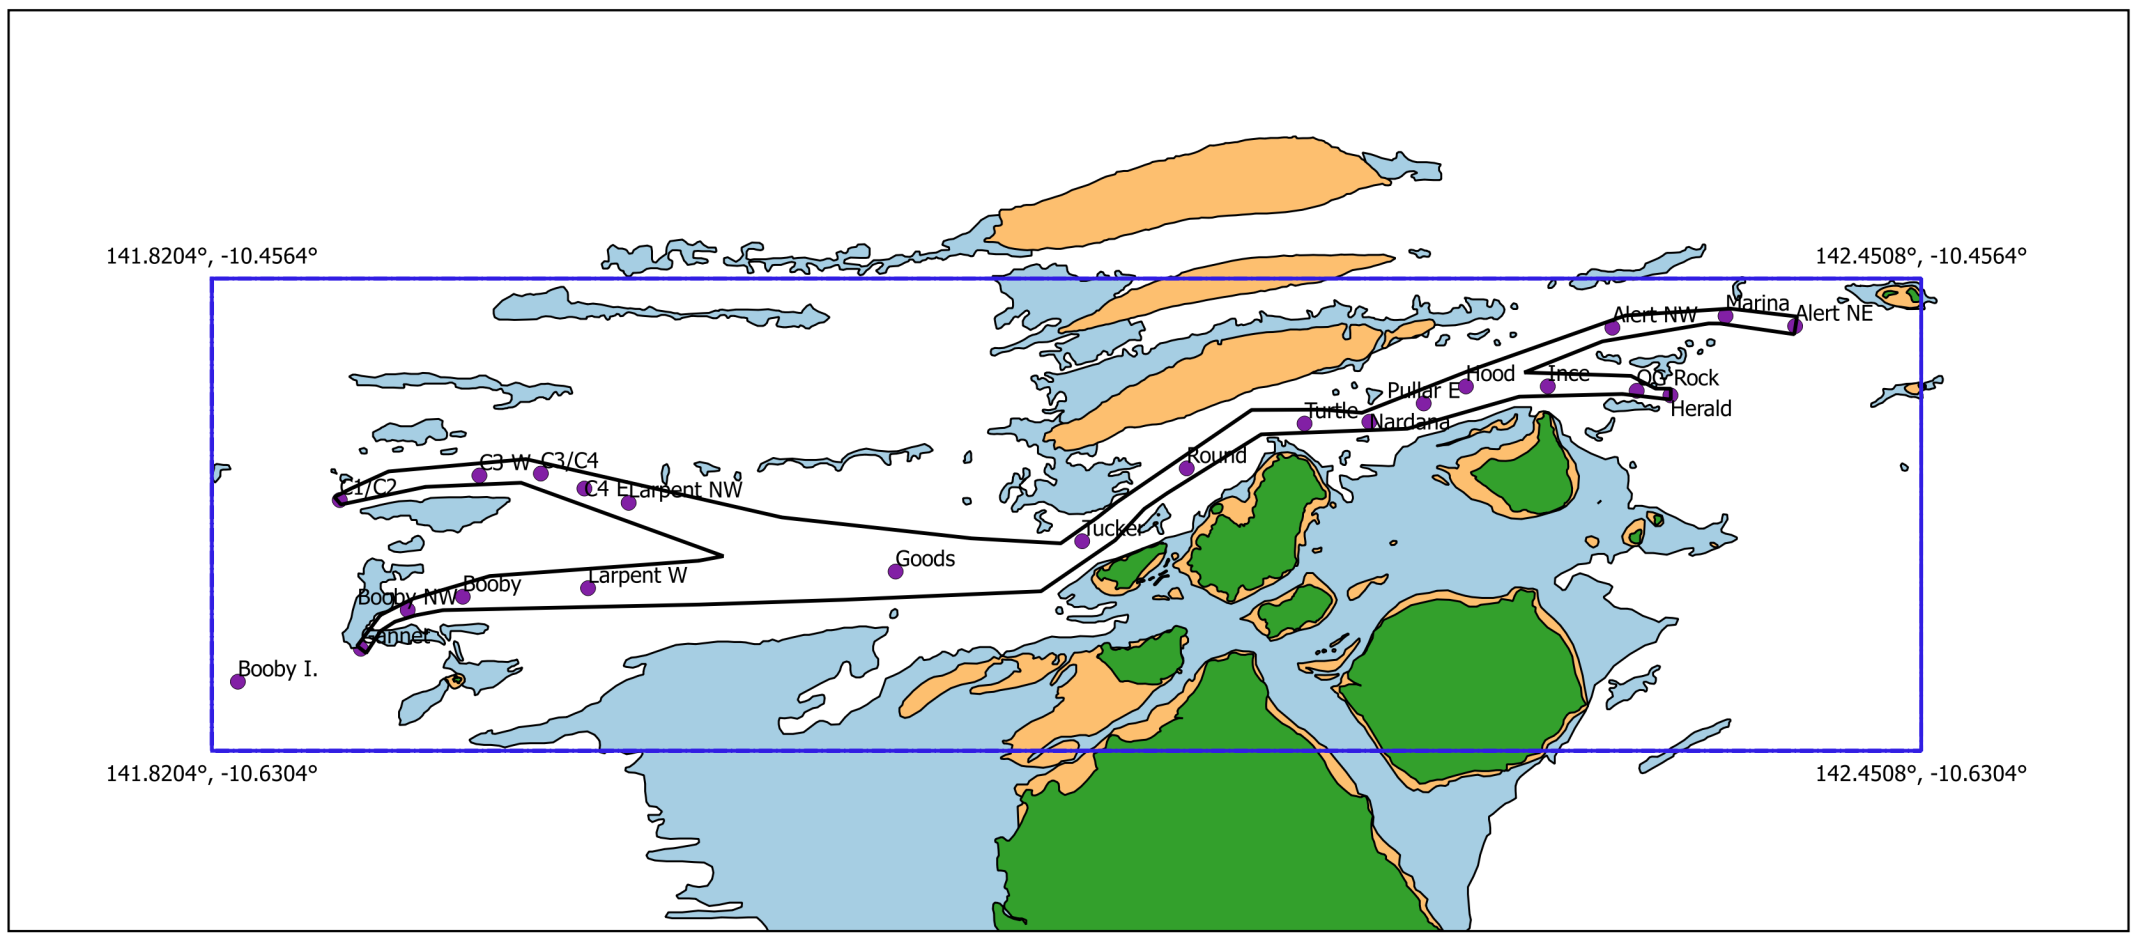 141.8204°, -10.4564°
142.4508°, -10.4564°
Marina
Alert NW
Alert NE
Hood
Ince
OG Rock
Pullar E
Herald
Turtle
Nardana
Round
C3 W
C3/C4
C1/C2
C4 E
Larpent NW
Tucker
Goods
Larpent W
Booby
Booby NW
Gannet
Booby I.
141.8204°, -10.6304°
142.4508°, -10.6304°